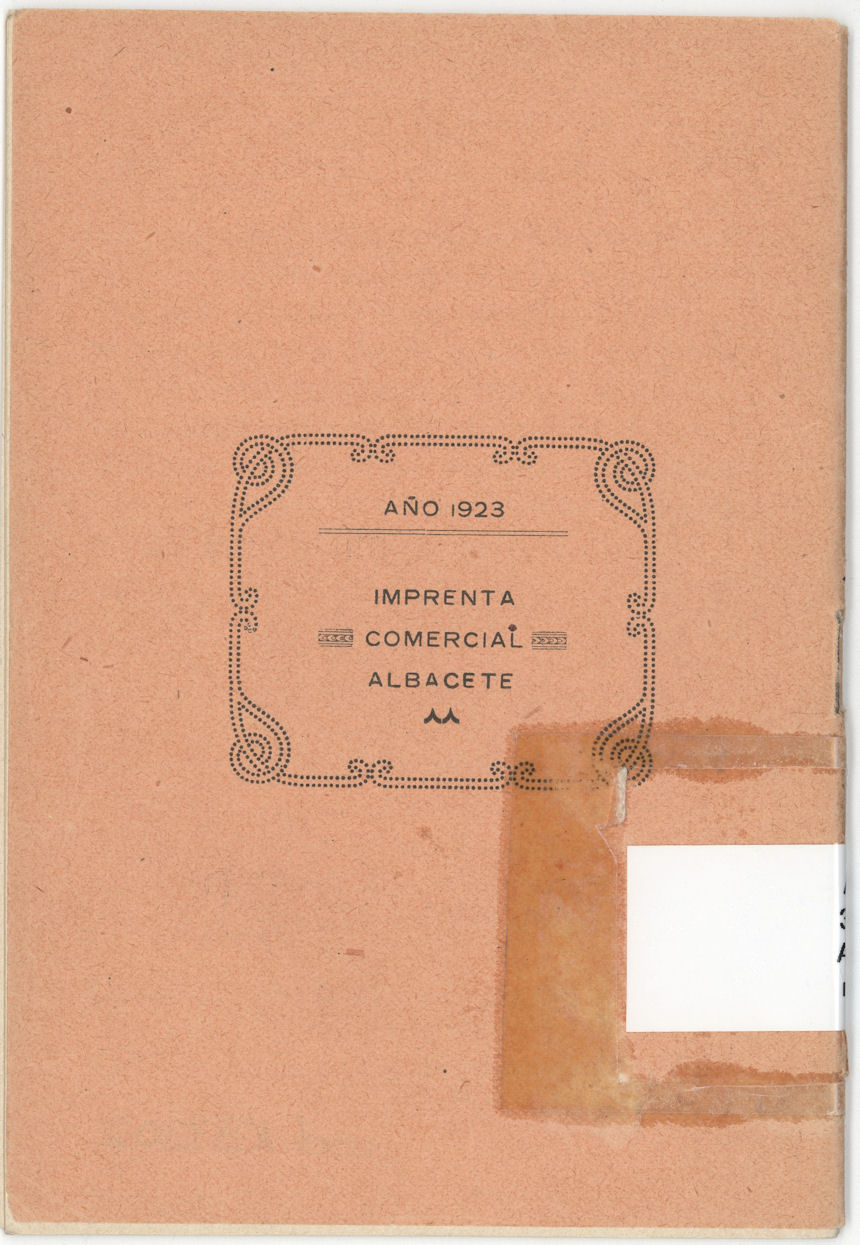 AÑO 1923
IMPRENTA
COMERCIAL
ALBACETE